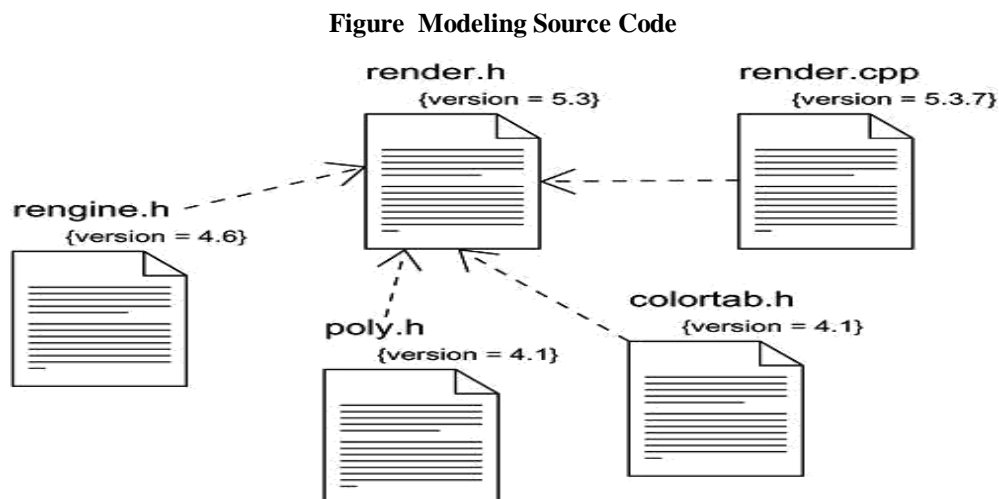 Figure Modeling Source Code
render.h
{version = 5.3}
render.cpp
{version = 5.3.7}
rengine.h
{version = 4.6}
poly.h
{version = 4.1}
colortab.h
{version = 4.1}